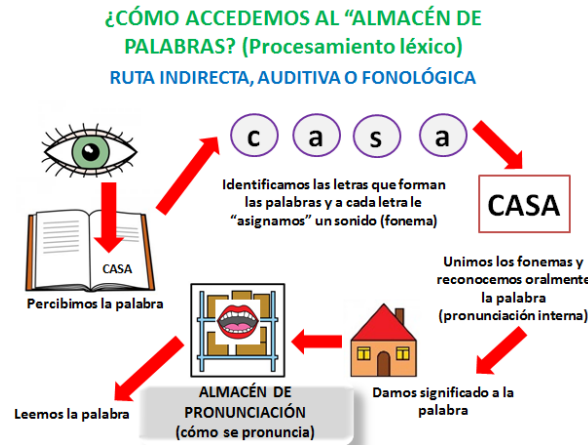 ¿CÓMO ACCEDEMOS AL “ALMACÉN DE
PALABRAS? (Procesamiento léxico)
RUTA INDIRECTA, AUDITIVA O FONOLÓGICA
c a s a
Identificamos las letras que forman
las palabras y a cada letra le
“asignamos” un sonido (fonema)
CASA
CASA
Percibimos la palabra
Unimos los fonemas y
reconocemos oralmente
la palabra
(pronunciación interna)
Damos significado a la
palabra
ALMACÉN DE
PRONUNCIACIÓN
(cómo se pronuncia)
Leemos la palabra